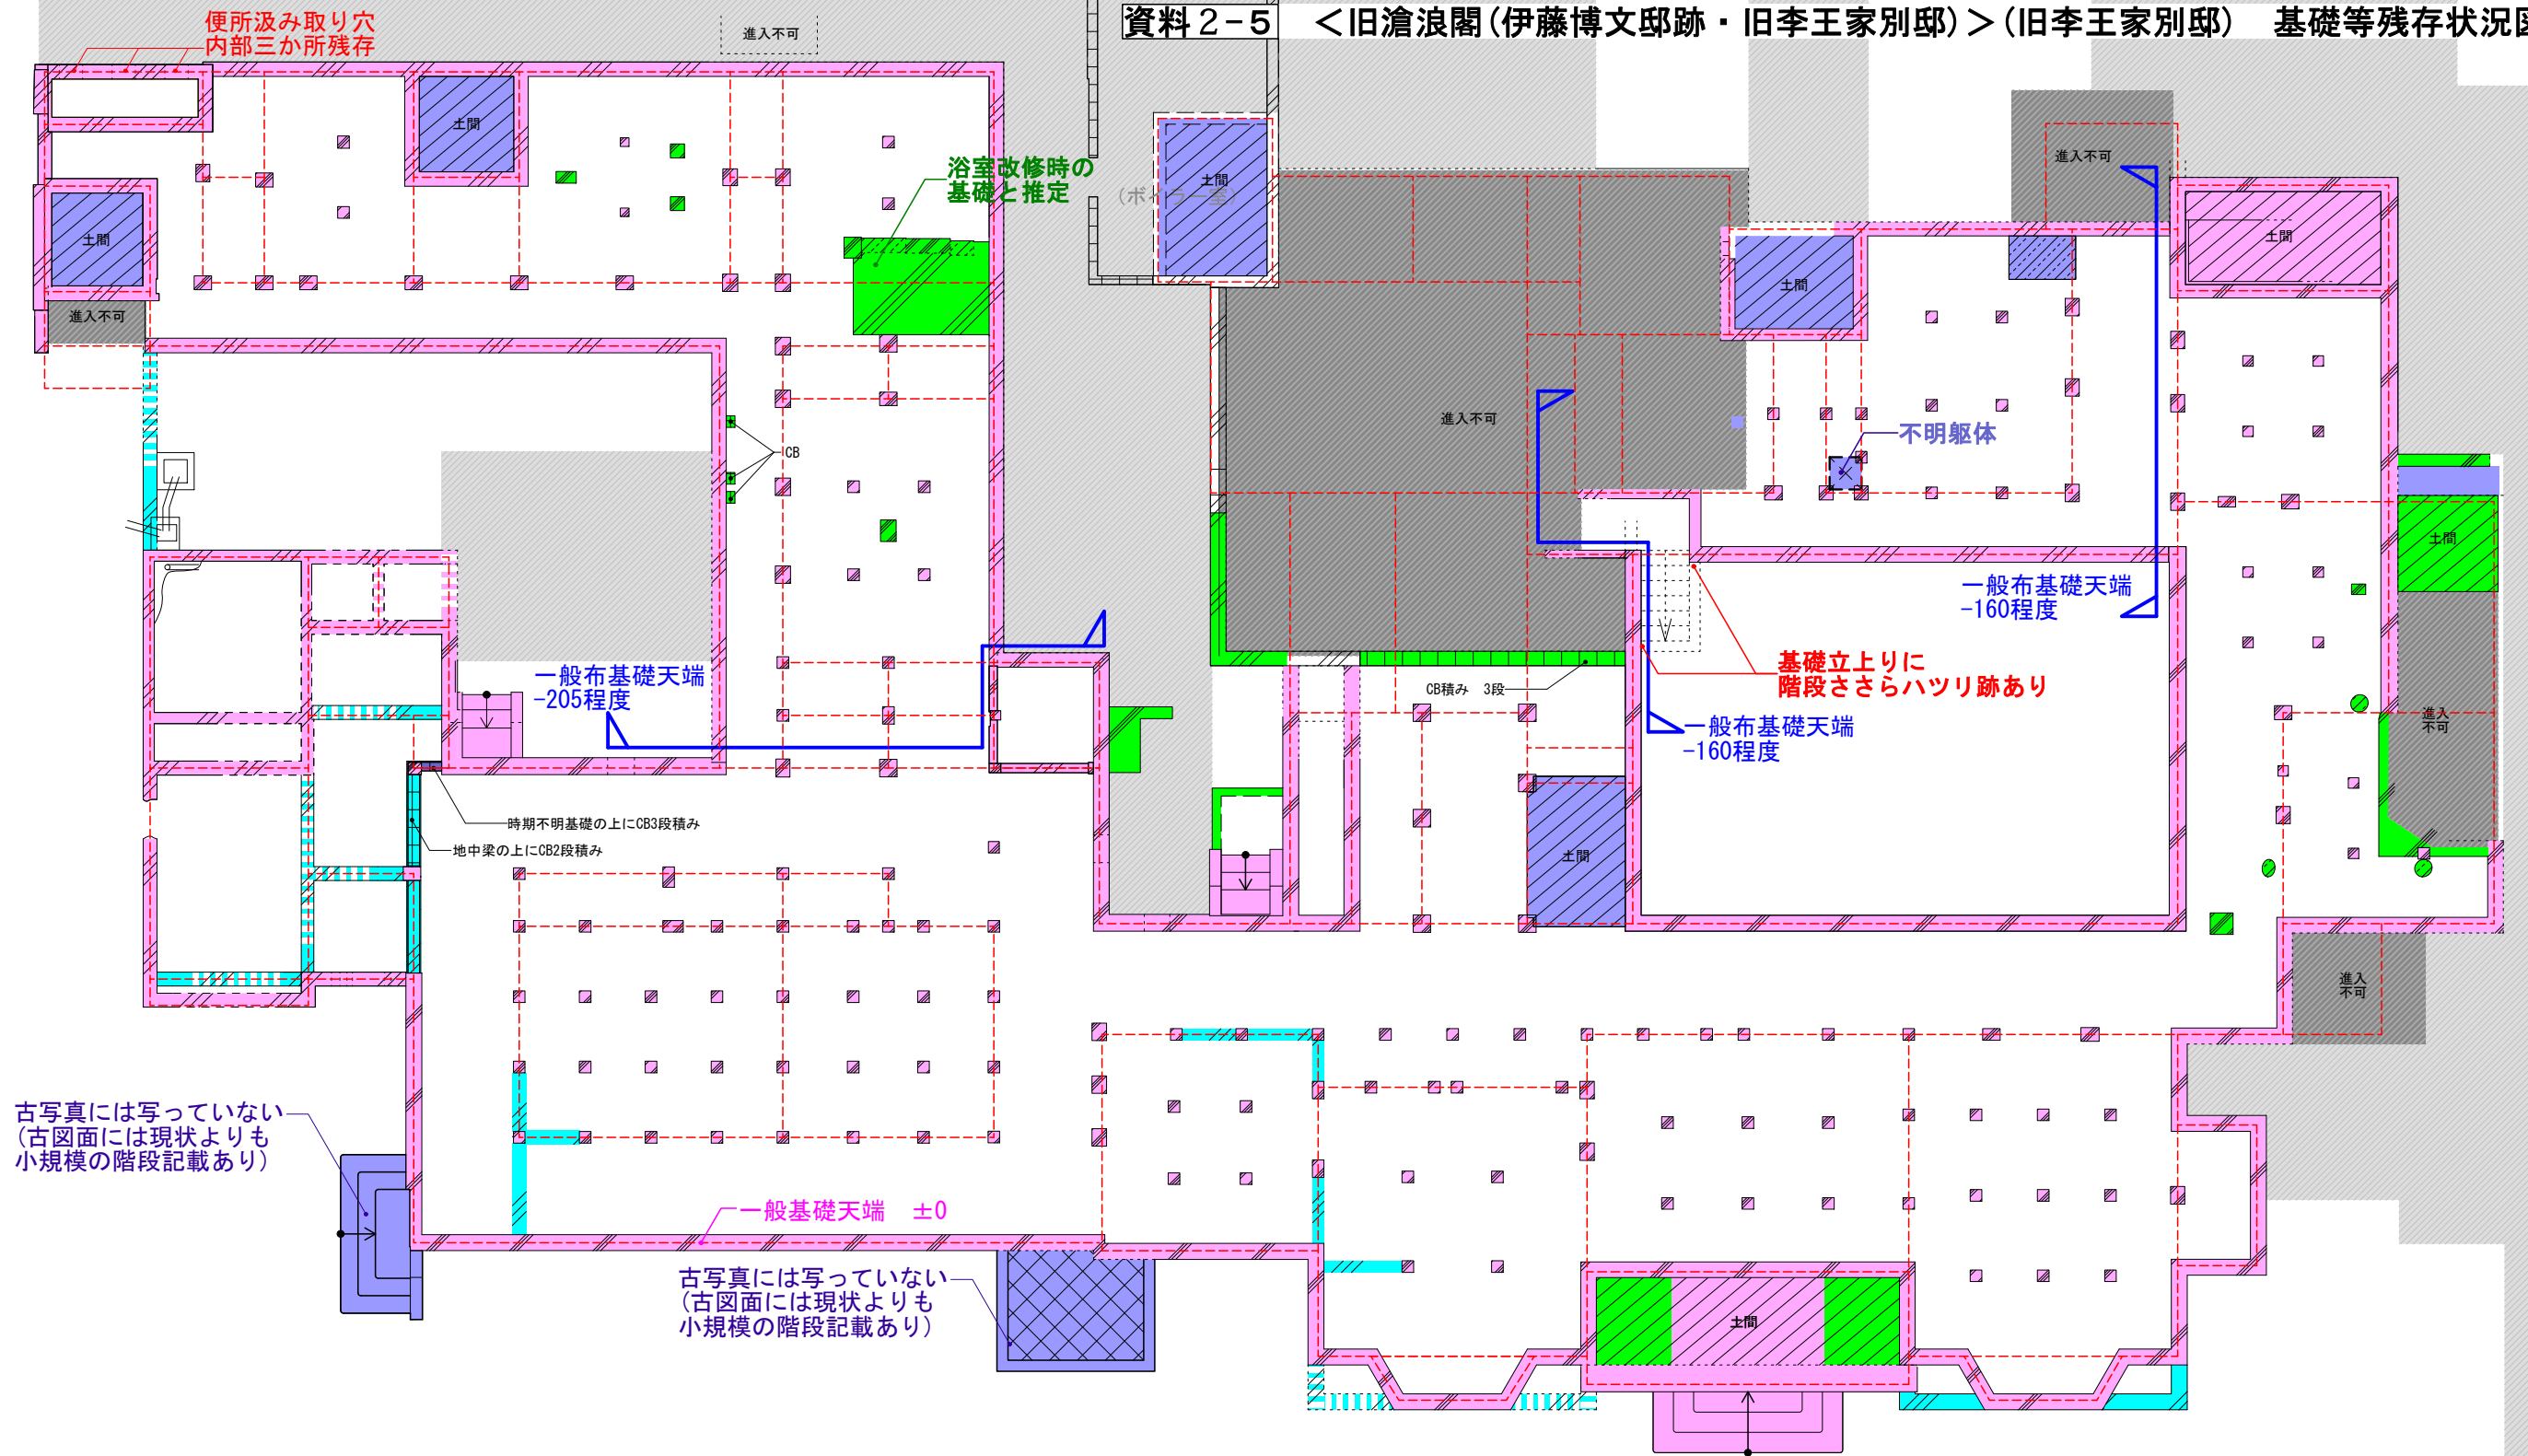 資料２-５　＜旧滄浪閣(伊藤博文邸跡・旧李王家別邸)＞(旧李王家別邸)　基礎等残存状況図
便所汲み取り穴
内部三か所残存
進入不可
土間
土間
進入不可
浴室改修時の
基礎と推定
(ボイラー室)
土間
進入不可
土間
土間
進入不可
不明躯体
CB
土間
一般布基礎天端
-160程度
一般布基礎天端
-205程度
基礎立上りに
階段ささらハツリ跡あり
CB積み　3段
一般布基礎天端
-160程度
進入
不可
時期不明基礎の上にCB3段積み
地中梁の上にCB2段積み
土間
進入
不可
古写真には写っていない
(古図面には現状よりも
小規模の階段記載あり)
一般基礎天端　±0
古写真には写っていない
(古図面には現状よりも
小規模の階段記載あり)
土間